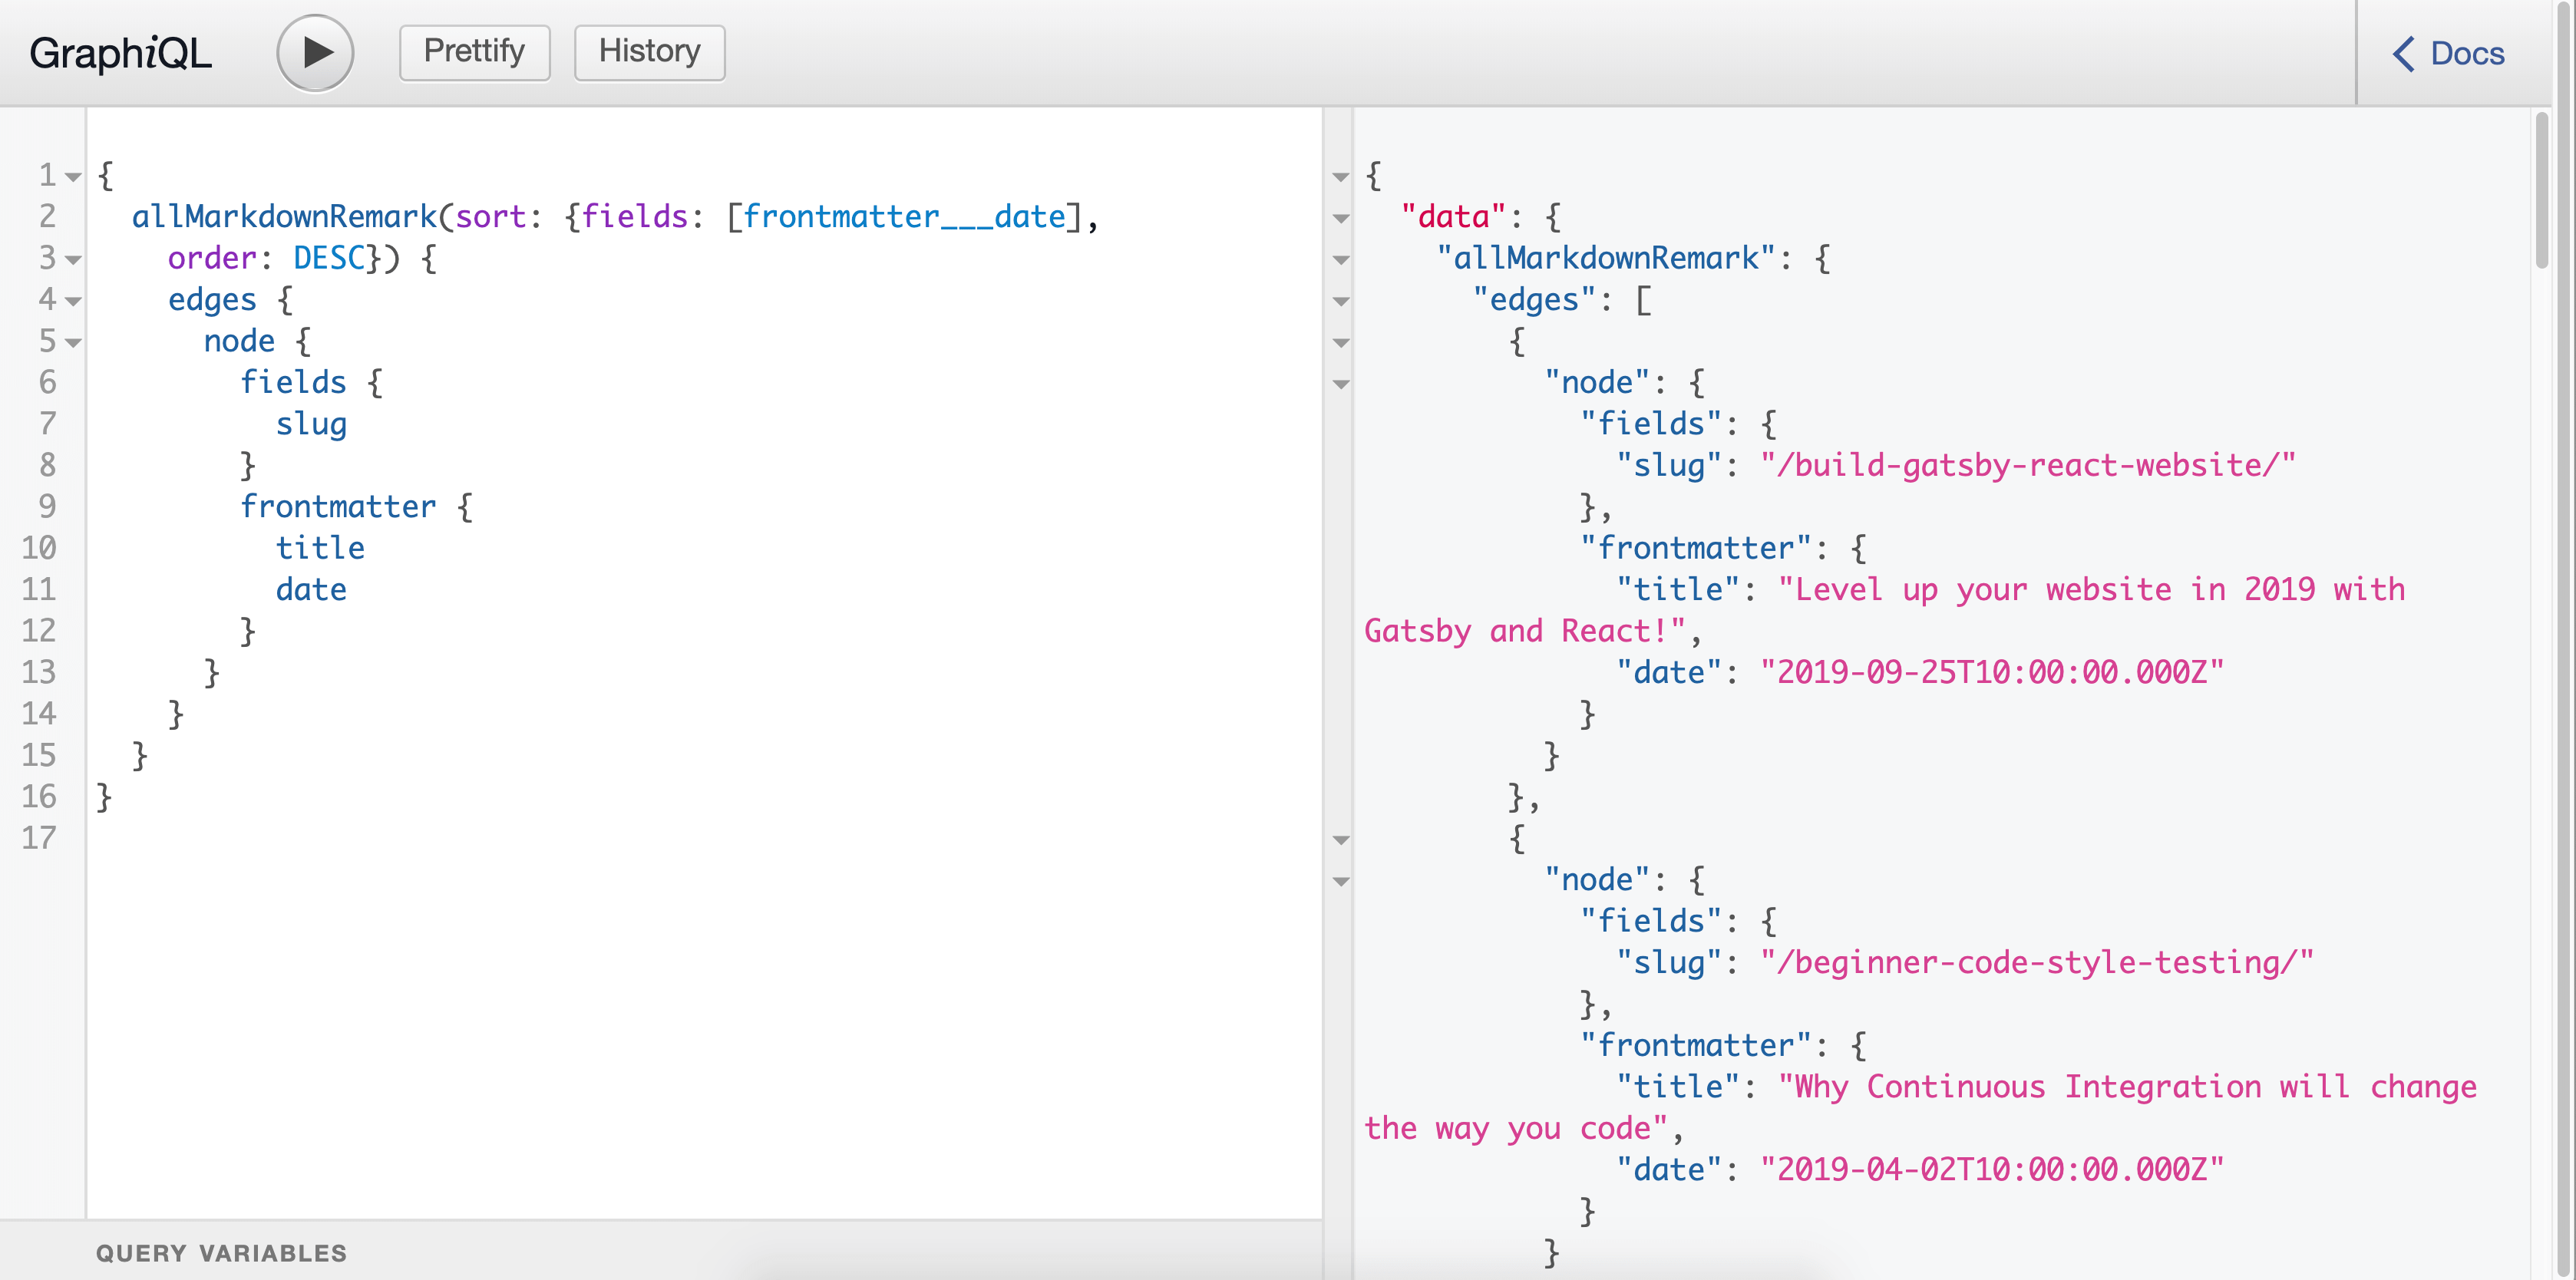 GraphiQL
Prettify
History
Docs
1 {
2   allMarkdownRemark(sort: {fields: [frontmatter___date],
3     order: DESC}) {
4     edges {
5       node {
6         fields {
7           slug
8         }
9         frontmatter {
10           title
11           date
12         }
13       }
14     }
15   }
16 }
17
QUERY VARIABLES
{
  "data": {
    "allMarkdownRemark": {
      "edges": [
        {
          "node": {
            "fields": {
              "slug": "/build-gatsby-react-website/"
            },
            "frontmatter": {
              "title": "Level up your website in 2019 with
Gatsby and React!",
              "date": "2019-09-25T10:00:00.000Z"
            }
          }
        },
        {
          "node": {
            "fields": {
              "slug": "/beginner-code-style-testing/"
            },
            "frontmatter": {
              "title": "Why Continuous Integration will change
the way you code",
              "date": "2019-04-02T10:00:00.000Z"
            }
          }